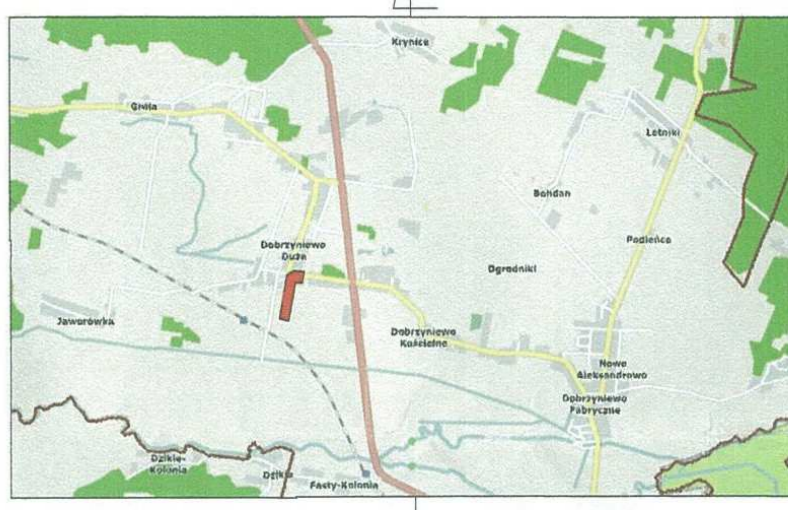 Krynice
Gniła
Letniki
Bohdan
Podleńce
Dobrzyniewo
Duże
Ogrodniki
Jaworówka
Dobrzyniewo
Kościelne
Nowe
Aleksandrowo
Dobrzyniewo
Fabryczne
Dzikie-
Kolonia
Dzikie
Fasty-Kolonia